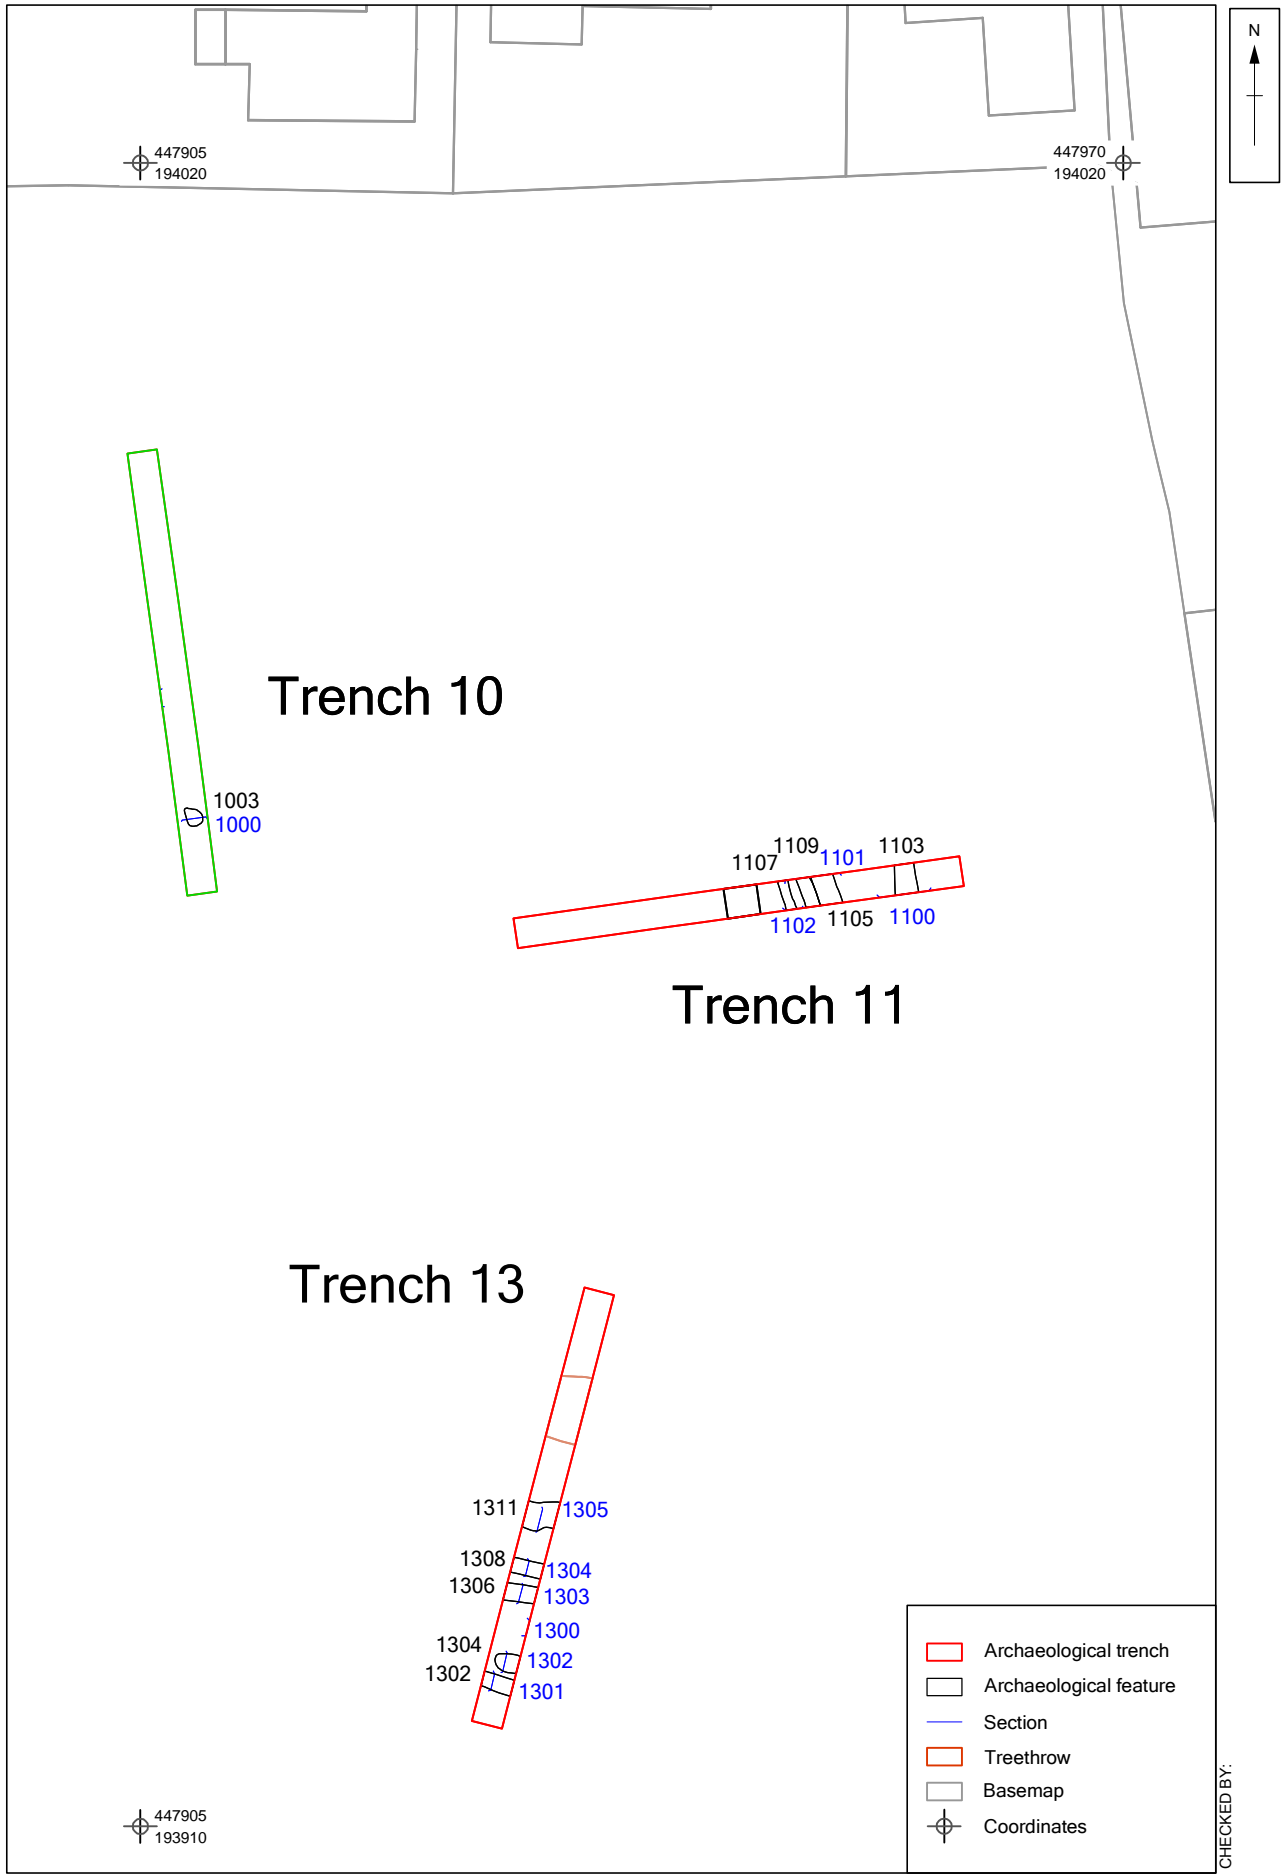 N
447905
194020
447970
194020
Trench 10
1003
1000
1109
1107
1101
1103
1102
1105
1100
Trench 11
Trench 13
1311
1305
1308
1304
1306
1303
1300
1304
1302
1302
1301
Archaeological trench
Archaeological feature
Section
Treethrow
Basemap
Coordinates
447905
193910
CHECKED BY: